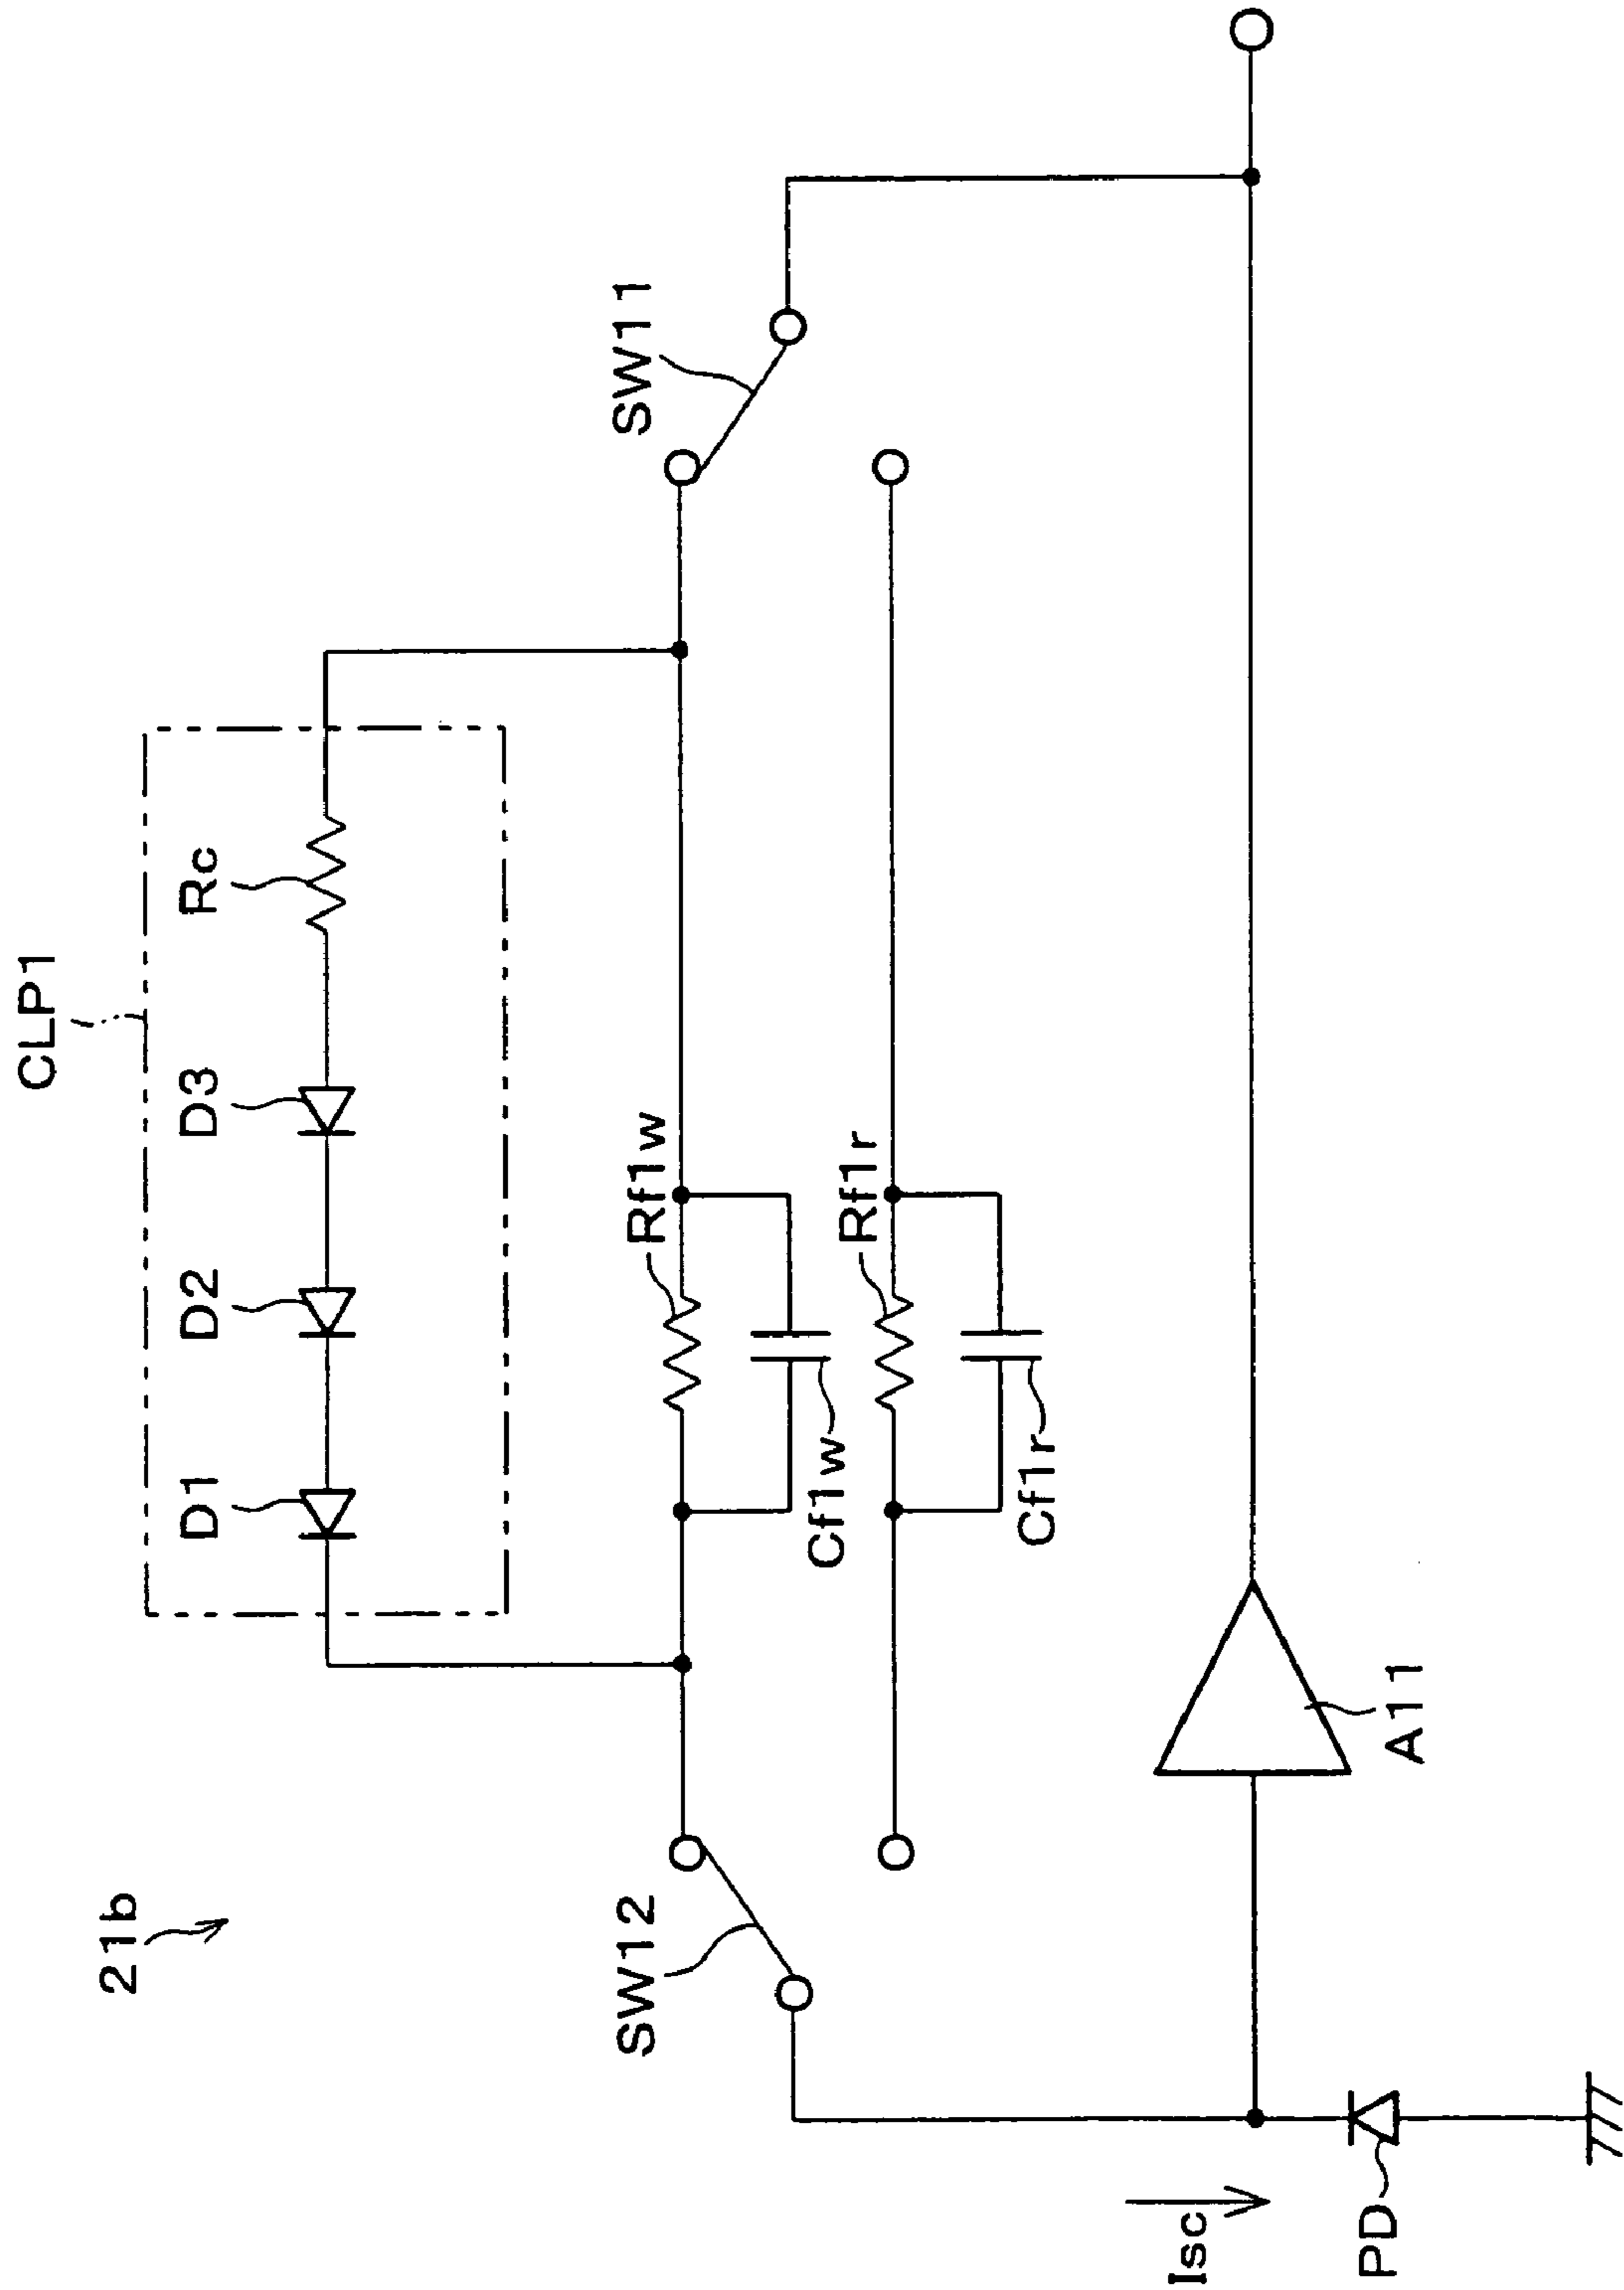 21b
CLP1
D1
D2
D3
Rc
SW12
Rf1w
SW11
Cf1w
Rf1r
Cf1r
Isc
PD
A11